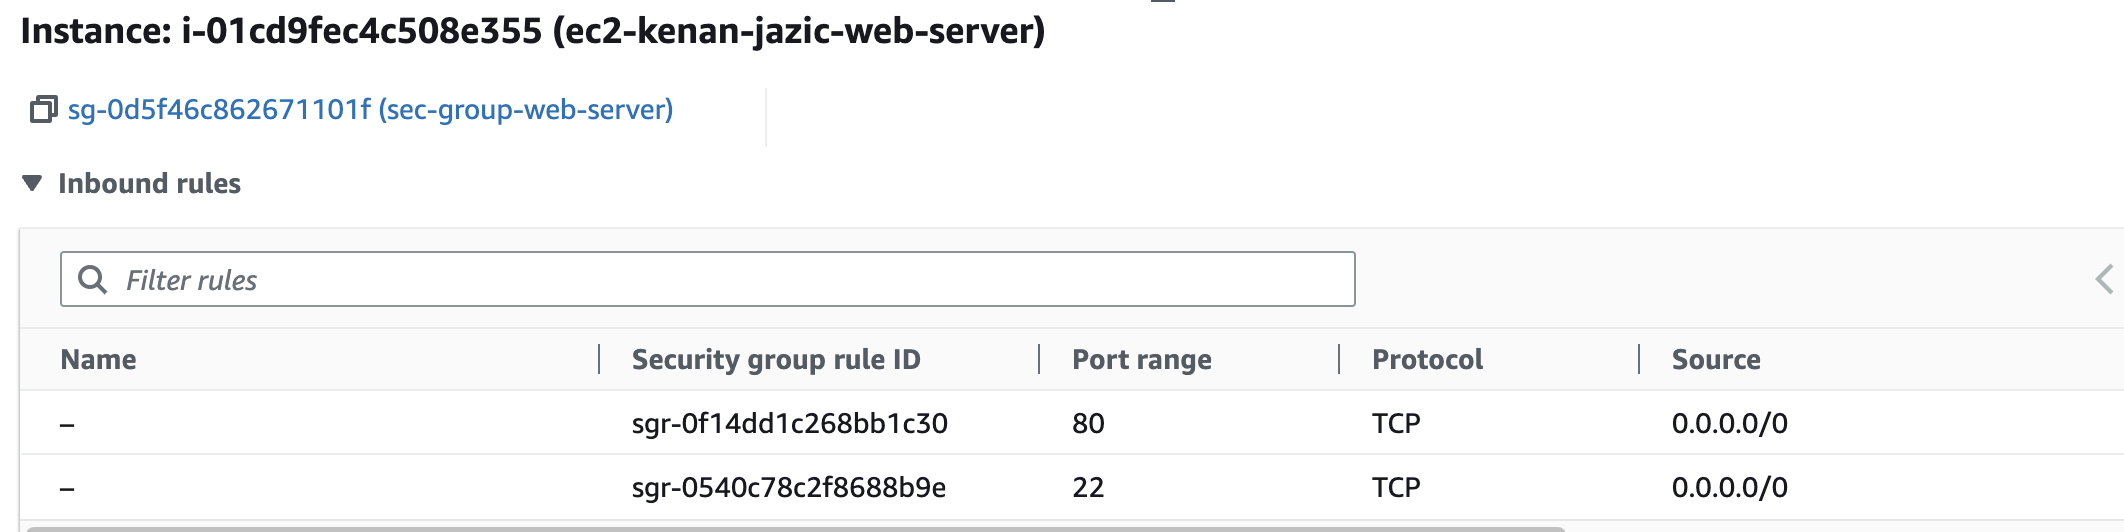 Instance: i-01cd9fec4c508e355 (ec2-kenan-jazic-web-server)
sg-0d5f46c862671101f (sec-group-web-server)
Inbound rules
Filter rules
Name Security group rule ID Port range Protocol Source
– sgr-0f14dd1c268bb1c30 80 TCP 0.0.0.0/0
– sgr-0540c78c2f8688b9e 22 TCP 0.0.0.0/0